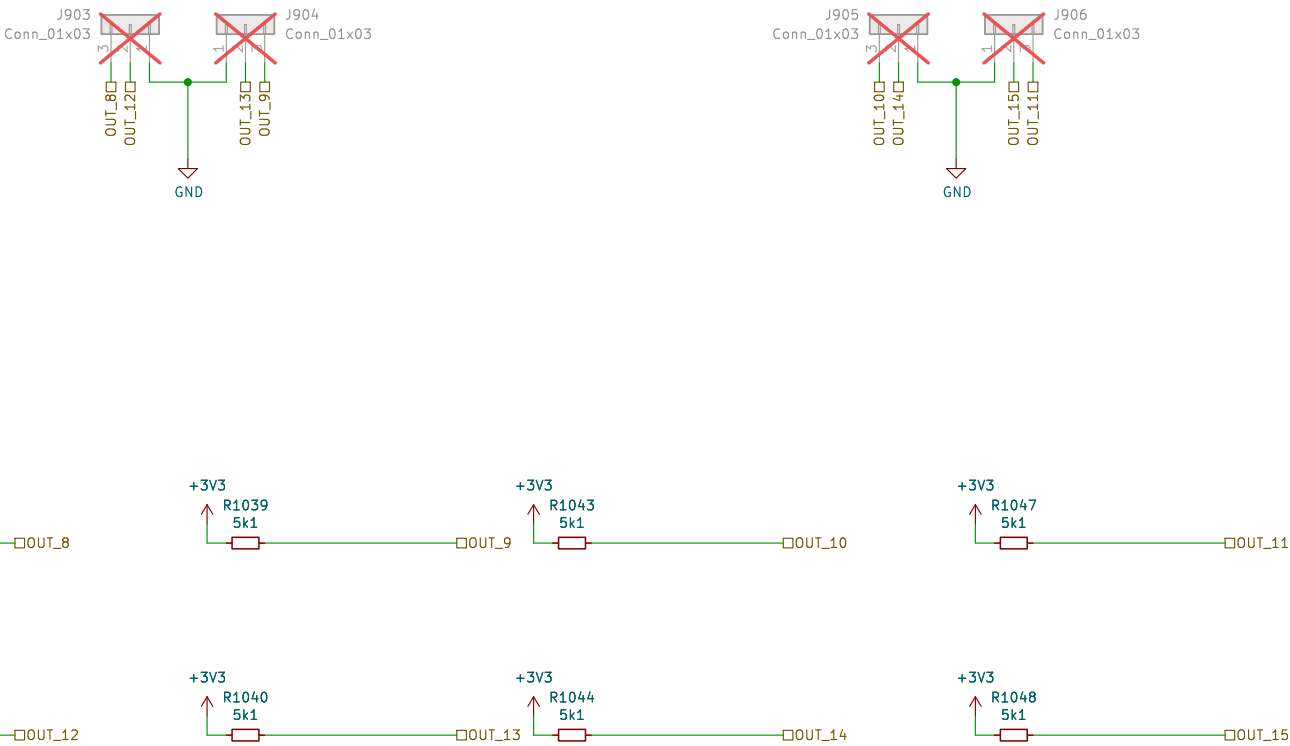 J903
Conn_01x03
3
2
1
J904
Conn_01x03
1
2
3
J905
Conn_01x03
3
2
1
J906
Conn_01x03
1
2
3
OUT_8
OUT_12
OUT_13
OUT_9
OUT_10
OUT_14
OUT_15
OUT_11
GND
GND
+3V3
+3V3
+3V3
R1039
R1043
R1047
5k1
5k1
5k1
OUT_8
OUT_9
OUT_10
OUT_11
+3V3
+3V3
+3V3
R1040
R1044
R1048
5k1
5k1
5k1
OUT_12
OUT_13
OUT_14
OUT_15